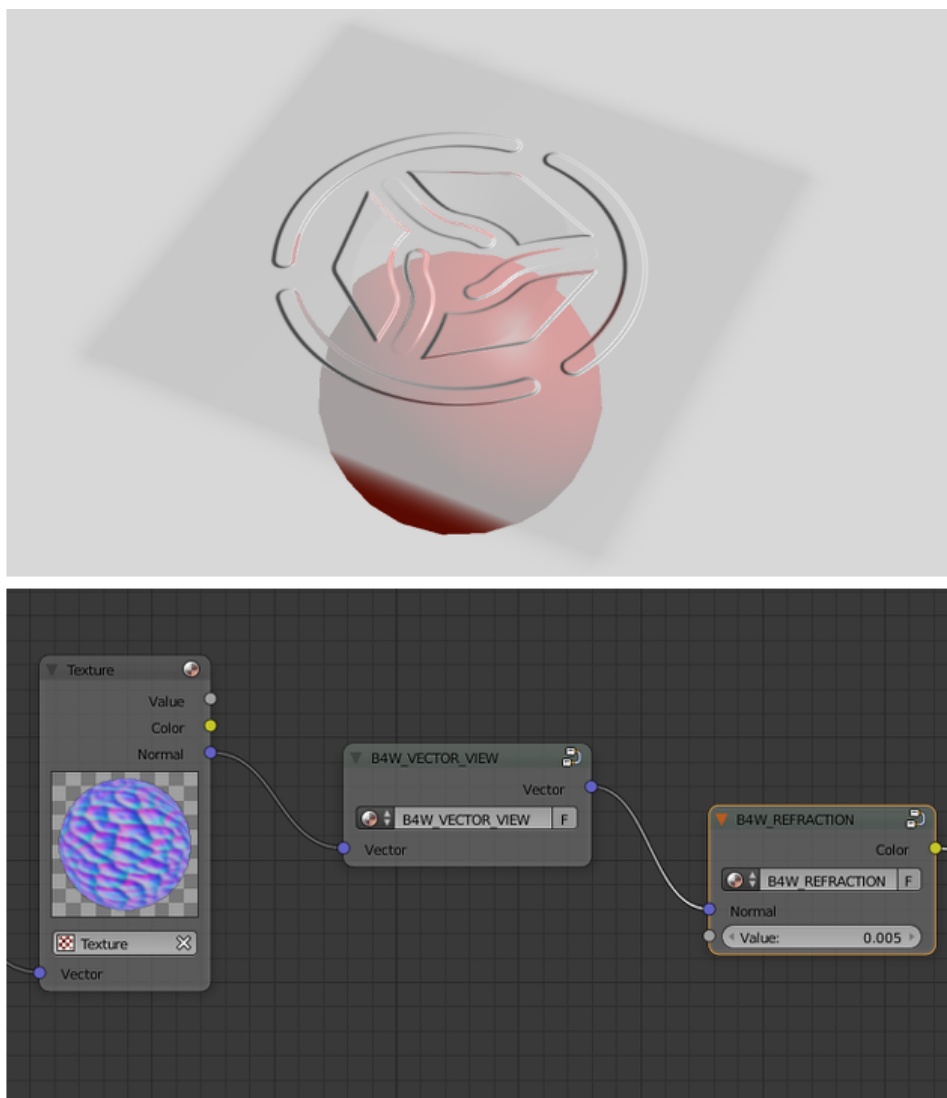 Texture
Value
Color
Normal
Texture
Vector
B4W_VECTOR_VIEW
Vector
B4W_VECTOR_VIEW F
Vector
B4W_REFRACTION
Color
B4W_REFRACTION F
Normal
Value: 0.005